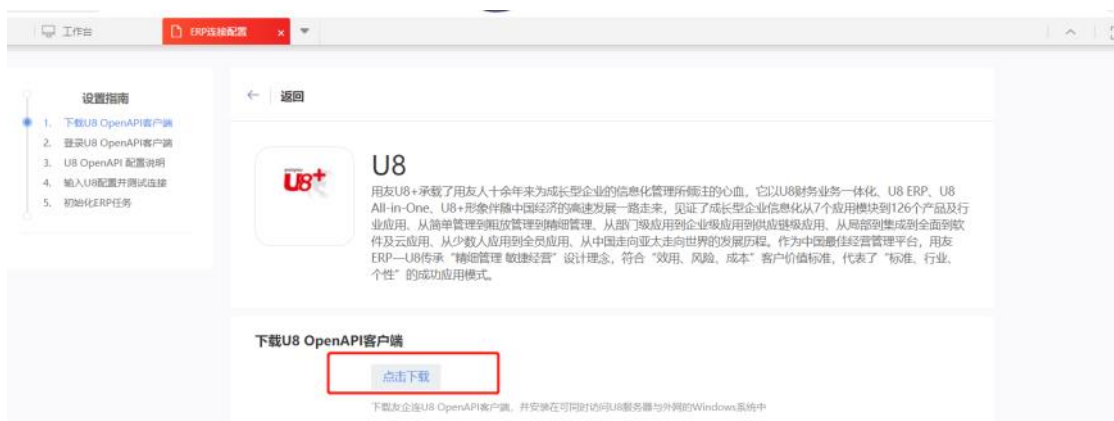 工作台
ERP连接配置
设置指南
1. 下载U8 OpenAPI客户端
2. 登录U8 OpenAPI客户端
3. U8 OpenAPI 配置说明
4. 输入U8配置并测试连接
5. 初始化ERP任务
← 返回
U8+
U8
用友U8+承载了用友人十余年来为成长型企业的信息化管理所倾注的心血，它以U8财务业务一体化、U8 ERP、U8
All-in-One、U8+形象伴随中国经济的高速发展一路走来，见证了成长型企业信息化从7个应用模块到126个产品及行
业应用、从简单管理到粗放管理到精细管理、从部门级应用到企业级应用到供应链级应用、从局部到集成到全面到软
件及云应用、从少数人应用到全员应用、从中国走向亚太走向世界的发展历程。作为中国最佳经营管理平台，用友
ERP—U8传承“精细管理 敏捷经营”设计理念，符合“效用、风险、成本”客户价值标准，代表了“标准、行业、
个性”的成功应用模式。
下载U8 OpenAPI客户端
点击下载
下载友企连U8 OpenAPI客户端，并安装在可同时访问U8服务器与外网的Windows系统中